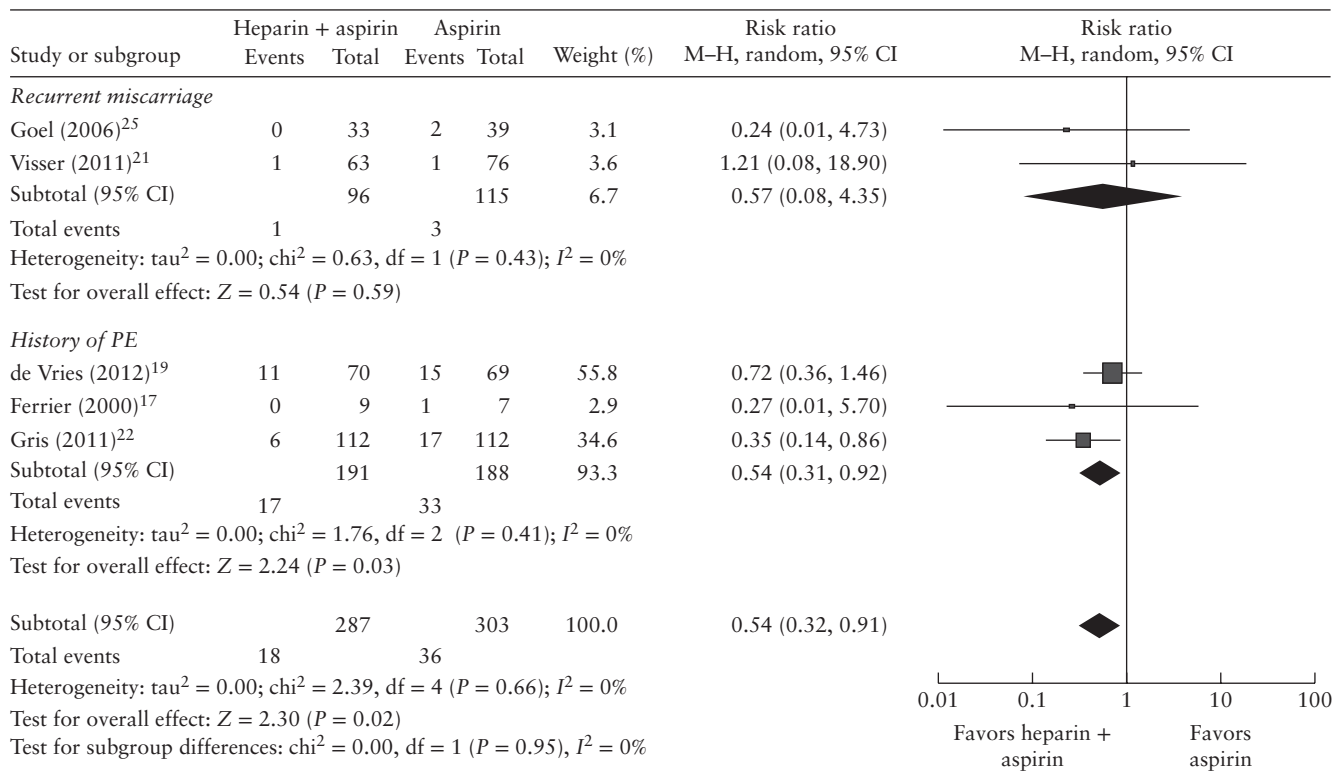 Heparin + aspirin Aspirin Risk ratio Risk ratio
Study or subgroup Events Total Events Total Weight (%) M–H, random, 95% CI M–H, random, 95% CI
Recurrent miscarriage
Goel (2006)25 0 33 2 39 3.1 0.24 (0.01, 4.73)
Visser (2011)21 1 63 1 76 3.6 1.21 (0.08, 18.90)
Subtotal (95% CI) 96 115 6.7 0.57 (0.08, 4.35)
Total events 1 3
Heterogeneity: tau2 = 0.00; chi2 = 0.63, df = 1 (P = 0.43); I2 = 0%
Test for overall effect: Z = 0.54 (P = 0.59)
History of PE
de Vries (2012)19 11 70 15 69 55.8 0.72 (0.36, 1.46)
Ferrier (2000)17 0 9 1 7 2.9 0.27 (0.01, 5.70)
Gris (2011)22 6 112 17 112 34.6 0.35 (0.14, 0.86)
Subtotal (95% CI) 191 188 93.3 0.54 (0.31, 0.92)
Total events 17 33
Heterogeneity: tau2 = 0.00; chi2 = 1.76, df = 2 (P = 0.41); I2 = 0%
Test for overall effect: Z = 2.24 (P = 0.03)
Subtotal (95% CI) 287 303 100.0 0.54 (0.32, 0.91)
Total events 18 36
Heterogeneity: tau2 = 0.00; chi2 = 2.39, df = 4 (P = 0.66); I2 = 0%
Test for overall effect: Z = 2.30 (P = 0.02)
Test for subgroup differences: chi2 = 0.00, df = 1 (P = 0.95), I2 = 0%
0.01 0.1 1 10 100
Favors heparin + Favors
aspirin aspirin